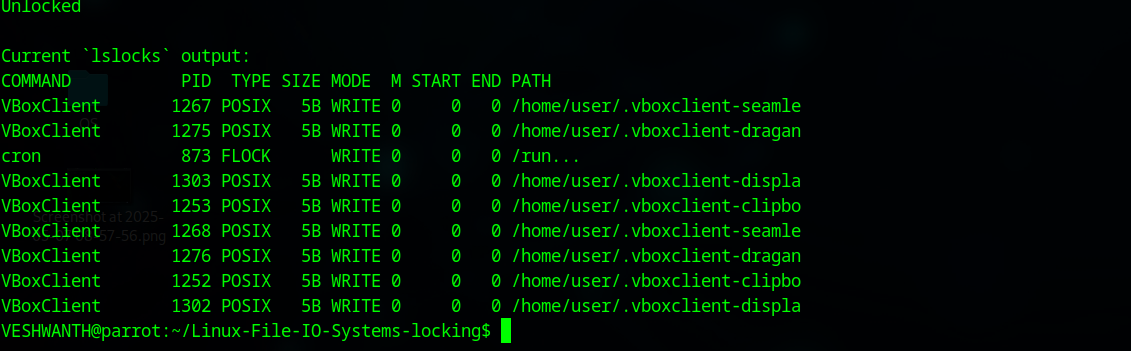 Unlocked
Current `lslocks` output:
COMMAND PID TYPE SIZE MODE M START END PATH
VBoxClient 1267 POSIX 5B WRITE 0 0 0 /home/user/.vboxclient-seamle
VBoxClient 1275 POSIX 5B WRITE 0 0 0 /home/user/.vboxclient-dragan
cron 873 FLOCK WRITE 0 0 0 /run...
VBoxClient 1303 POSIX 5B WRITE 0 0 0 /home/user/.vboxclient-displa
VBoxClient 1253 POSIX 5B WRITE 0 0 0 /home/user/.vboxclient-clipbo
VBoxClient 1268 POSIX 5B WRITE 0 0 0 /home/user/.vboxclient-seamle
VBoxClient 1276 POSIX 5B WRITE 0 0 0 /home/user/.vboxclient-dragan
VBoxClient 1252 POSIX 5B WRITE 0 0 0 /home/user/.vboxclient-clipbo
VBoxClient 1302 POSIX 5B WRITE 0 0 0 /home/user/.vboxclient-displa
VESHWANTH@parrot:~/Linux-File-IO-Systems-locking$
OS
Screenshot at 2025-